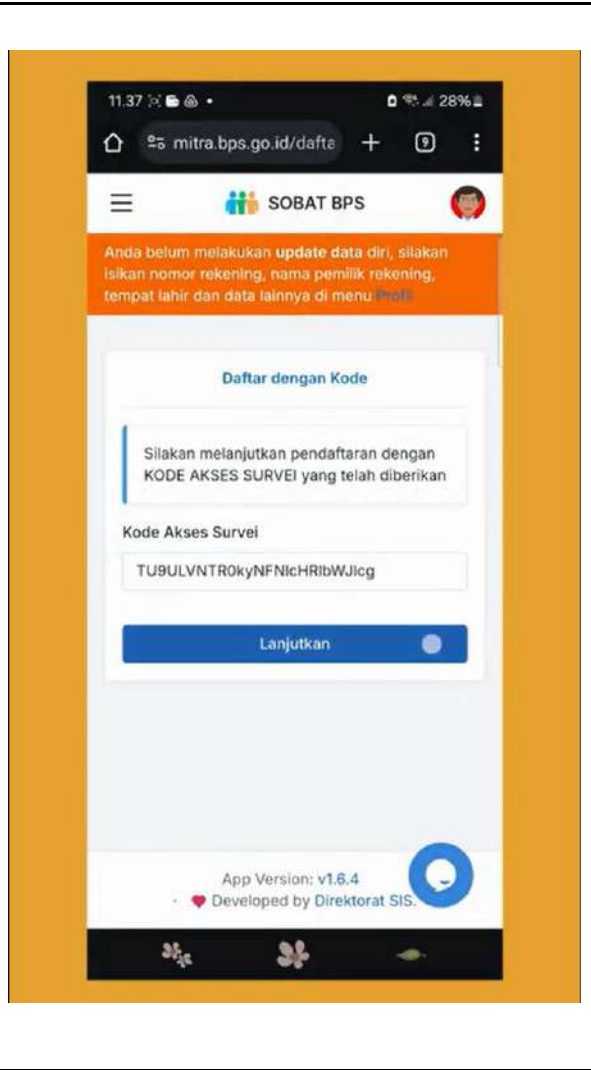 11.37
28%
mitra.bps.go.id/dafta
9
SOBAT BPS
Anda belum melakukan update data diri, silakan
isikan nomor rekening, nama pemilik rekening,
tempat lahir dan data lainnya di menu Profil
Daftar dengan Kode
Silakan melanjutkan pendaftaran dengan
KODE AKSES SURVEI yang telah diberikan
Kode Akses Survei
Lanjutkan
App Version: v1.6.4
Developed by Direktorat SIS.